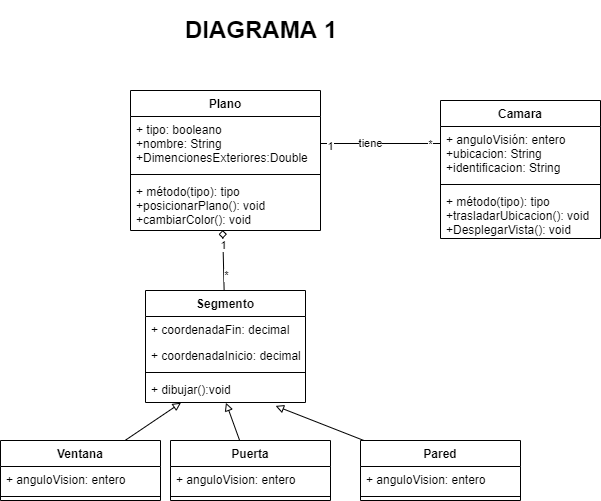 DIAGRAMA 1
Plano
+ tipo: booleano
+nombre: String
+DimencionesExteriores:Double
+ método(tipo): tipo
+posicionarPlano(): void
+cambiarColor(): void
1
tiene
*
Camara
+ anguloVisión: entero
+ubicacion: String
+identificacion: String
+ método(tipo): tipo
+trasladarUbicacion(): void
+DesplegarVista(): void
1
*
Segmento
+ coordenadaFin: decimal
+ coordenadaInicio: decimal
+ dibujar():void
Ventana
+ anguloVision: entero
Puerta
+ anguloVision: entero
Pared
+ anguloVision: entero